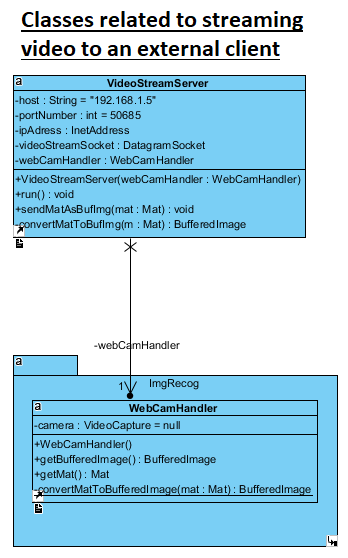 Classes related to streaming
video to an external client
a
VideoStreamServer
-host : String = "192.168.1.5"
-portNumber : int = 50685
-ipAdress : InetAddress
-videoStreamSocket : DatagramSocket
-webCamHandler : WebCamHandler
+VideoStreamServer(webCamHandler : WebCamHandler)
+run() : void
+sendMatAsBufImg(mat : Mat) : void
-convertMatToBufImg(m : Mat) : BufferedImage
-webCamHandler
a
1
ImgRecog
a
WebCamHandler
-camera : VideoCapture = null
+WebCamHandler()
+getBufferedImage() : BufferedImage
+getMat() : Mat
-convertMatToBufferedImage(mat : Mat) : BufferedImage